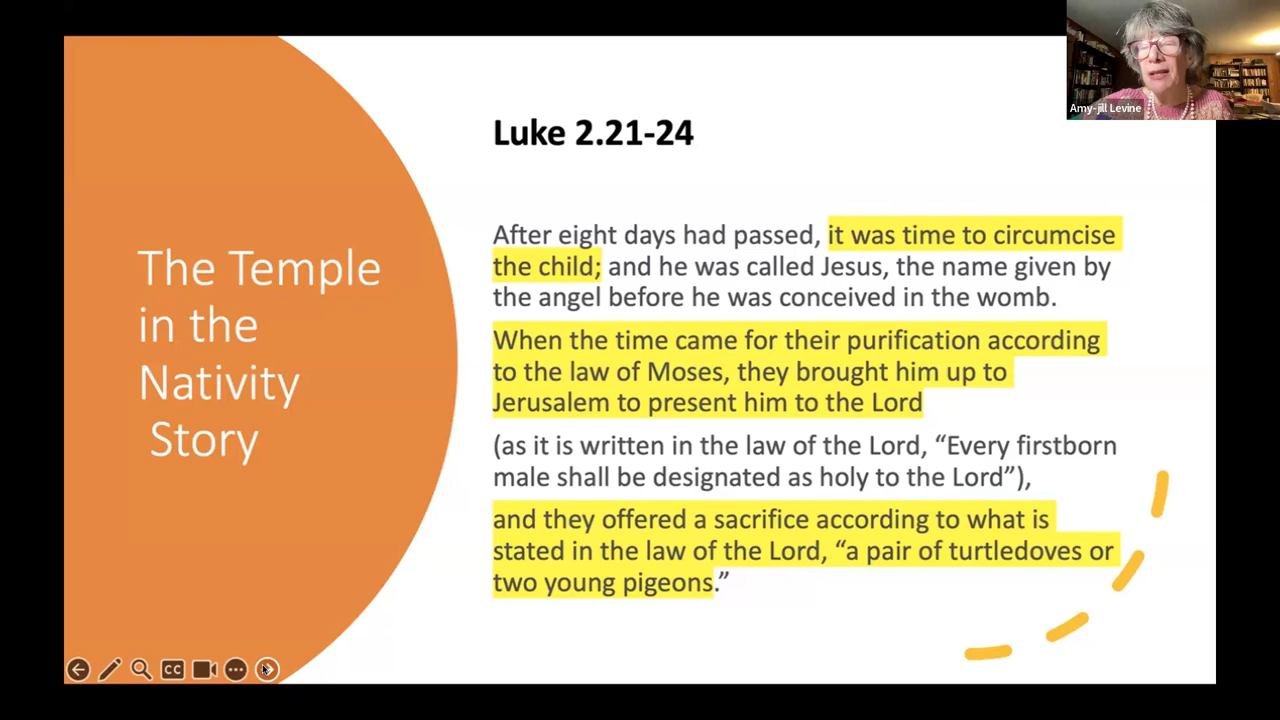 Amy-jill Levine
The Temple
in the
Nativity
Story
Luke 2.21-24
After eight days had passed, it was time to circumcise
the child; and he was called Jesus, the name given by
the angel before he was conceived in the womb.
When the time came for their purification according
to the law of Moses, they brought him up to
Jerusalem to present him to the Lord
(as it is written in the law of the Lord, “Every firstborn
male shall be designated as holy to the Lord”),
and they offered a sacrifice according to what is
stated in the law of the Lord, “a pair of turtledoves or
two young pigeons.”
CC